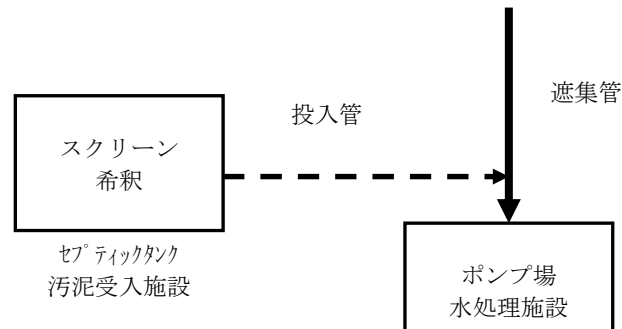 遮集管
投入管
スクリーン
希釈
ｾﾌﾟﾃｨｯｸﾀﾝｸ
汚泥受入施設
ポンプ場
水処理施設